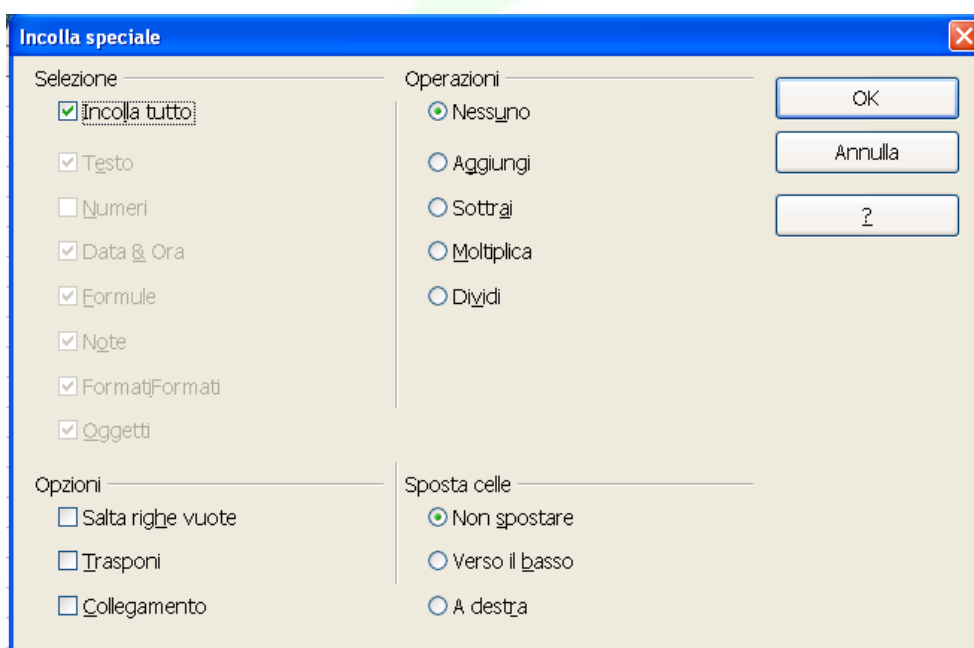 Incolla speciale
Selezione
Incolla tutto
Testo
Numeri
Data & Ora
Formule
Note
FormatiFormati
Oggetti
Operazioni
Nessuno
Aggiungi
Sottrai
Moltiplica
Dividi
OK
Annulla
?
Opzioni
Salta righe vuote
Trasponi
Collegamento
Sposta celle
Non spostare
Verso il basso
A destra